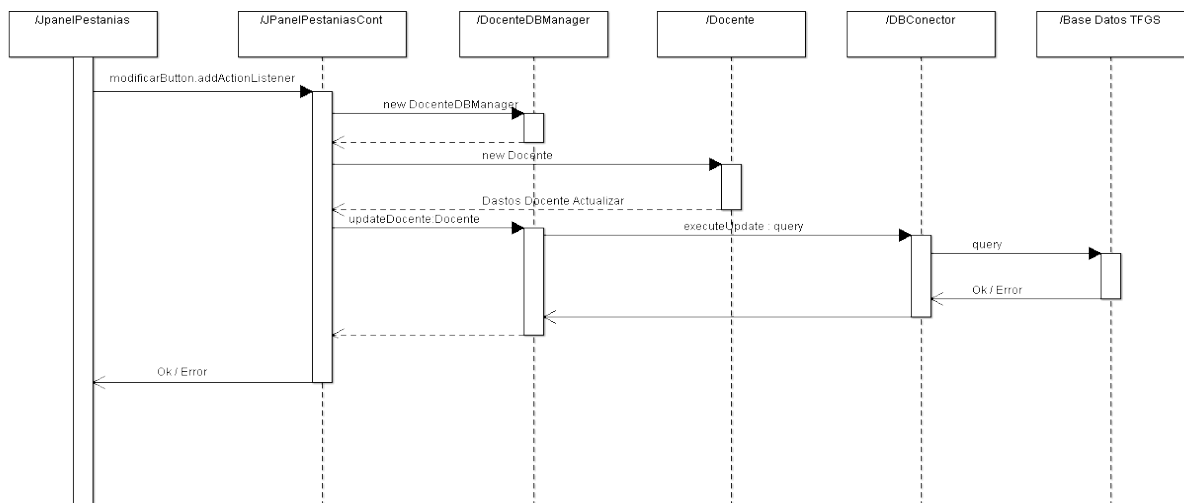 /JpanelPestanias
/JPanelPestaniasCont
/DocenteDBManager
/Docente
/DBConector
/Base Datos TFGS
modificarButton.addActionListener
new DocenteDBManager
new Docente
Dastos Docente Actualizar
updateDocente:Docente
executeUpdate : query
query
Ok / Error
Ok / Error